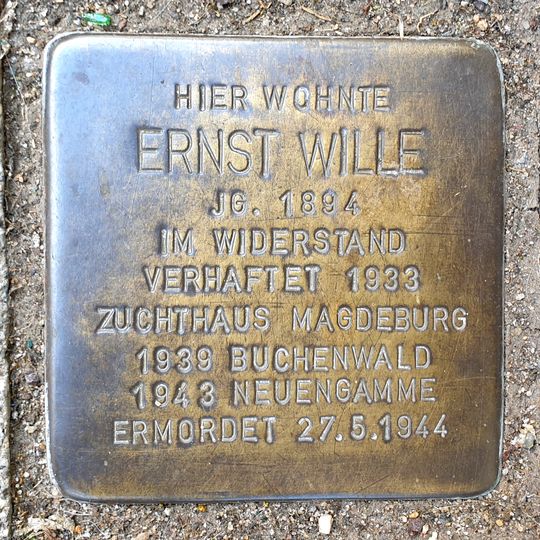 HIER WOHNTE
ERNST WILLE
JG. 1894
IM WIDERSTAND
VERHAFTET 1933
ZUCHTHAUS MAGDEBURG
1939 BUCHENWALD
1943 NEUENGAMME
ERMORDET 27.5.1944